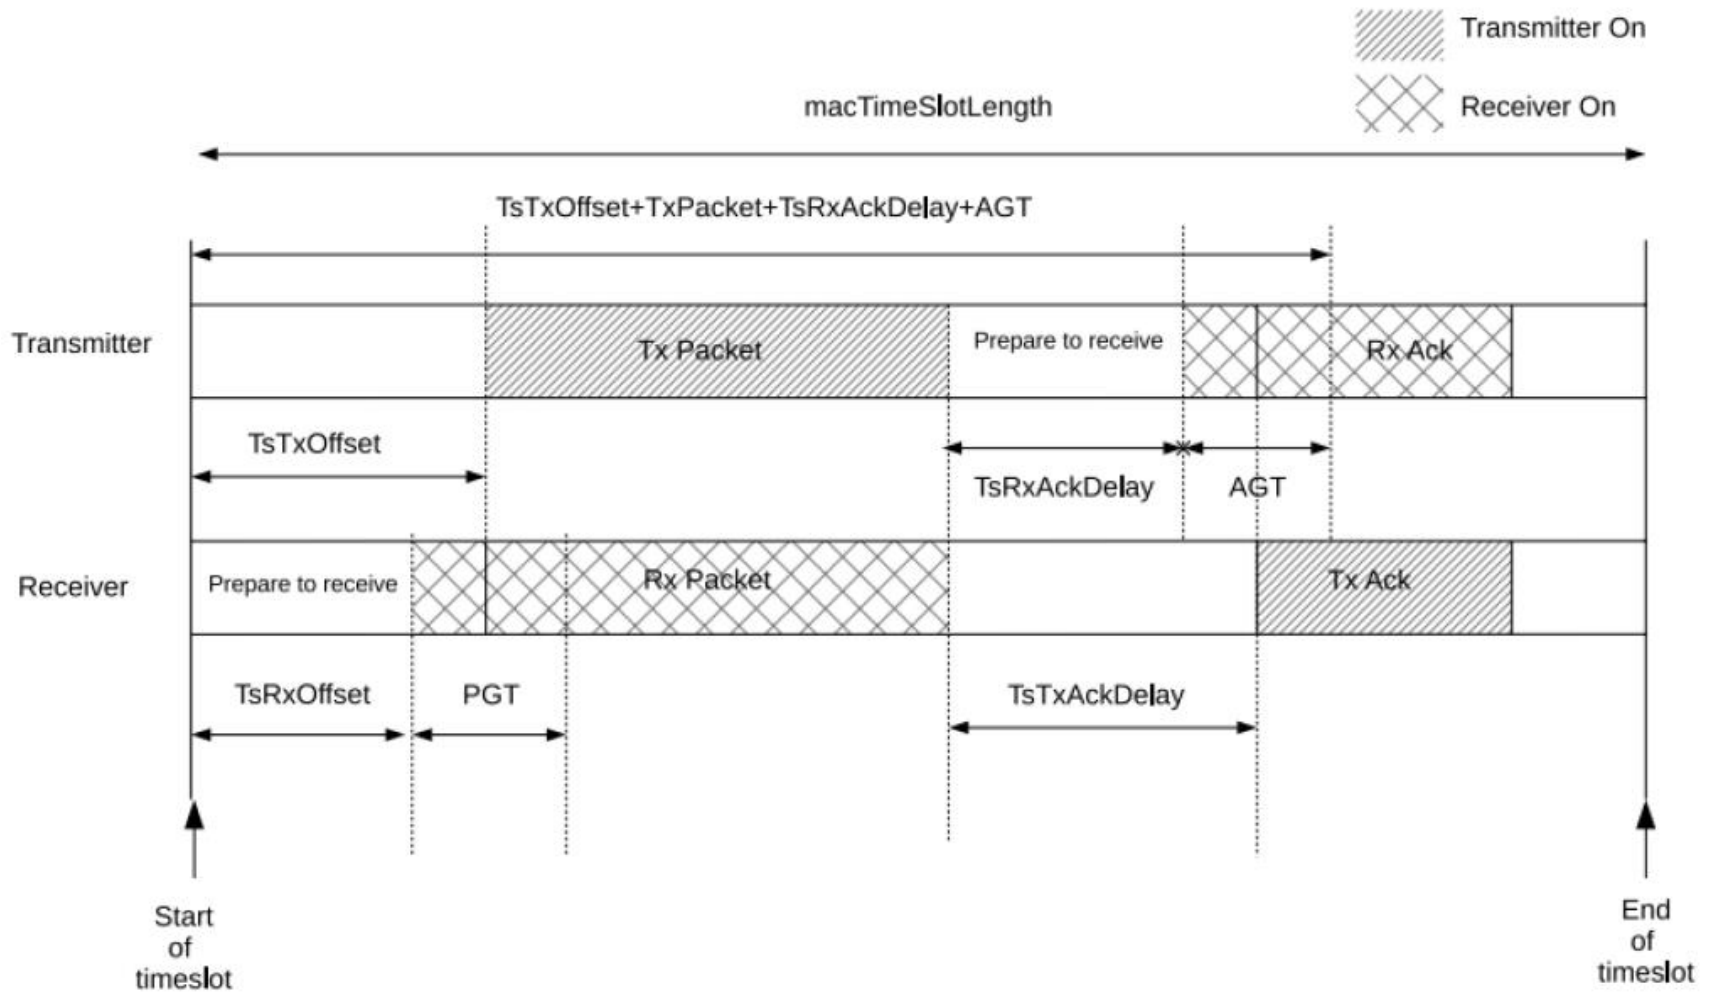 Transmitter On
macTimeSlotLength
Receiver On
TsTxOffset+TxPacket+TsRxAckDelay+AGT
Transmitter
Tx Packet
Prepare to receive
Rx Ack
TsTxOffset
TsRxAckDelay
AGT
Receiver
Prepare to receive
Rx Packet
Tx Ack
TsRxOffset
PGT
TsTxAckDelay
Start
of
timeslot
End
of
timeslot